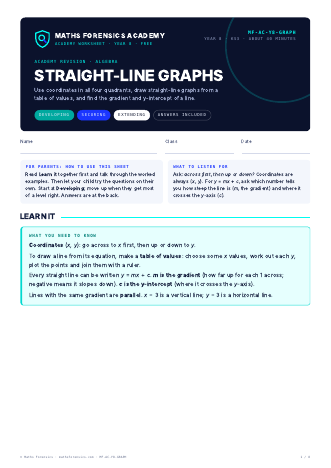 MATHS FORENSICS ACADEMY
ACADEMY WORKSHEET · YEAR 8 · FREE
MF-AC-Y8-GRAPH
YEAR 8 · KS3 · ABOUT 45 MINUTES
ACADEMY REVISION · ALGEBRA
STRAIGHT-LINE GRAPHS
Use coordinates in all four quadrants, draw straight-line graphs from a
table of values, and find the gradient and y-intercept of a line.
DEVELOPING
SECURING
EXTENDING
ANSWERS INCLUDED
Name
Class
Date
FOR PARENTS: HOW TO USE THIS SHEET
Read Learn it together first and talk through the worked
examples. Then let your child try the questions on their
own. Start at Developing; move up when they get most
of a level right. Answers are at the back.
WHAT TO LISTEN FOR
Ask: across first, then up or down? Coordinates are
always (x, y). For y = mx + c, ask which number tells
you how steep the line is (m, the gradient) and where it
crosses the y-axis (c).
LEARN IT
WHAT YOU NEED TO KNOW
Coordinates (x, y): go across to x first, then up or down to y.
To draw a line from its equation, make a table of values: choose some x values, work out each y,
plot the points and join them with a ruler.
Every straight line can be written y = mx + c. m is the gradient (how far up for each 1 across;
negative means it slopes down). c is the y-intercept (where it crosses the y-axis).
Lines with the same gradient are parallel. x = 3 is a vertical line; y = 3 is a horizontal line.